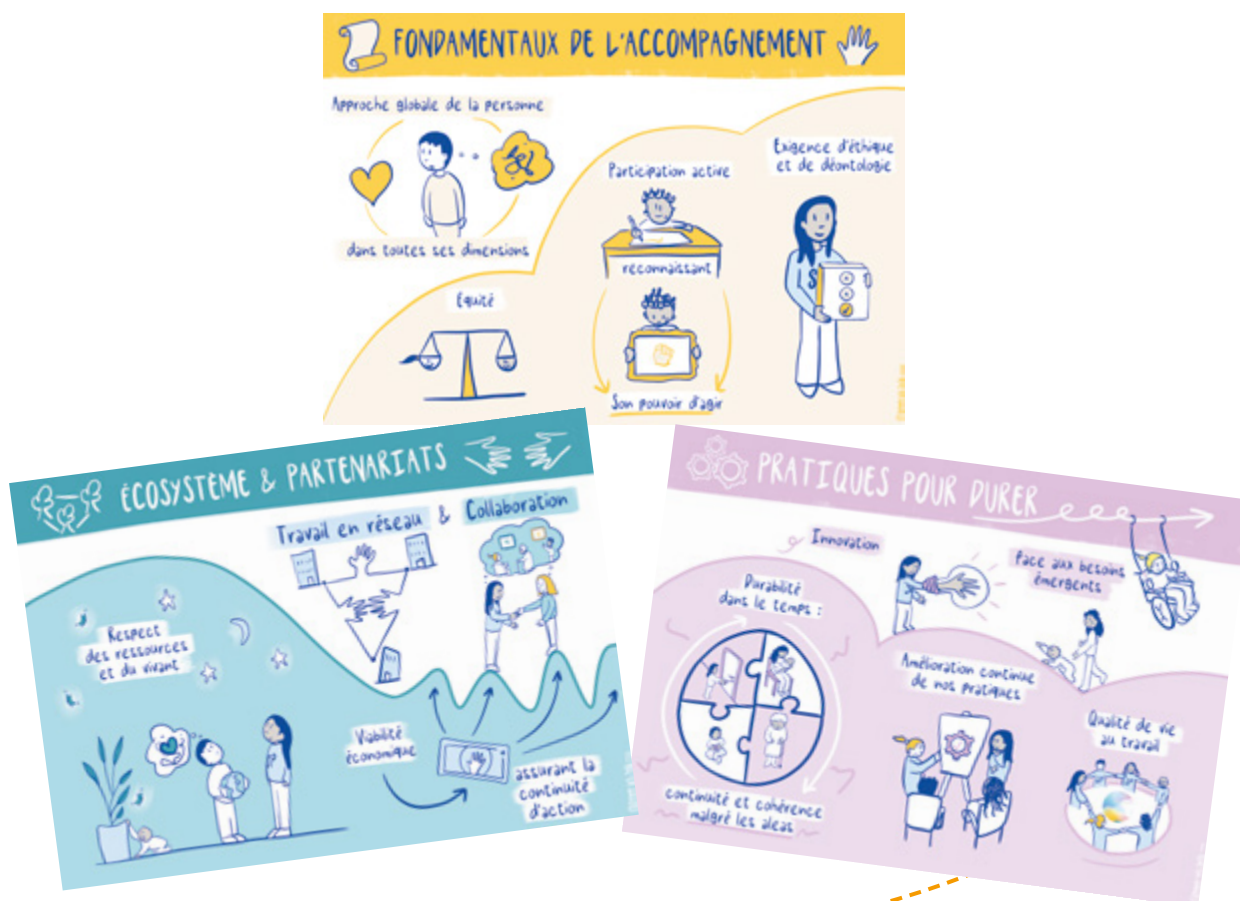 FONDAMENTAUX DE L'ACCOMPAGNEMENT
Approche globale de la personne
dans toutes ses dimensions
Équité
Participation active
reconnaissant
Son pouvoir d'agir
Exigence d'éthique
et de déontologie
ÉCOSYSTÈME & PARTENARIATS
Travail en réseau & Collaboration
Respect
des ressources
et du vivant
Viabilité
économique
assurant la
continuité
d'action
PRATIQUES POUR DURER
Innovation
Face aux besoins
émergents
Durabilité
dans le temps :
continuité et cohérence
malgré les aleas
Amélioration continue
de nos pratiques
Qualité de vie
au travail